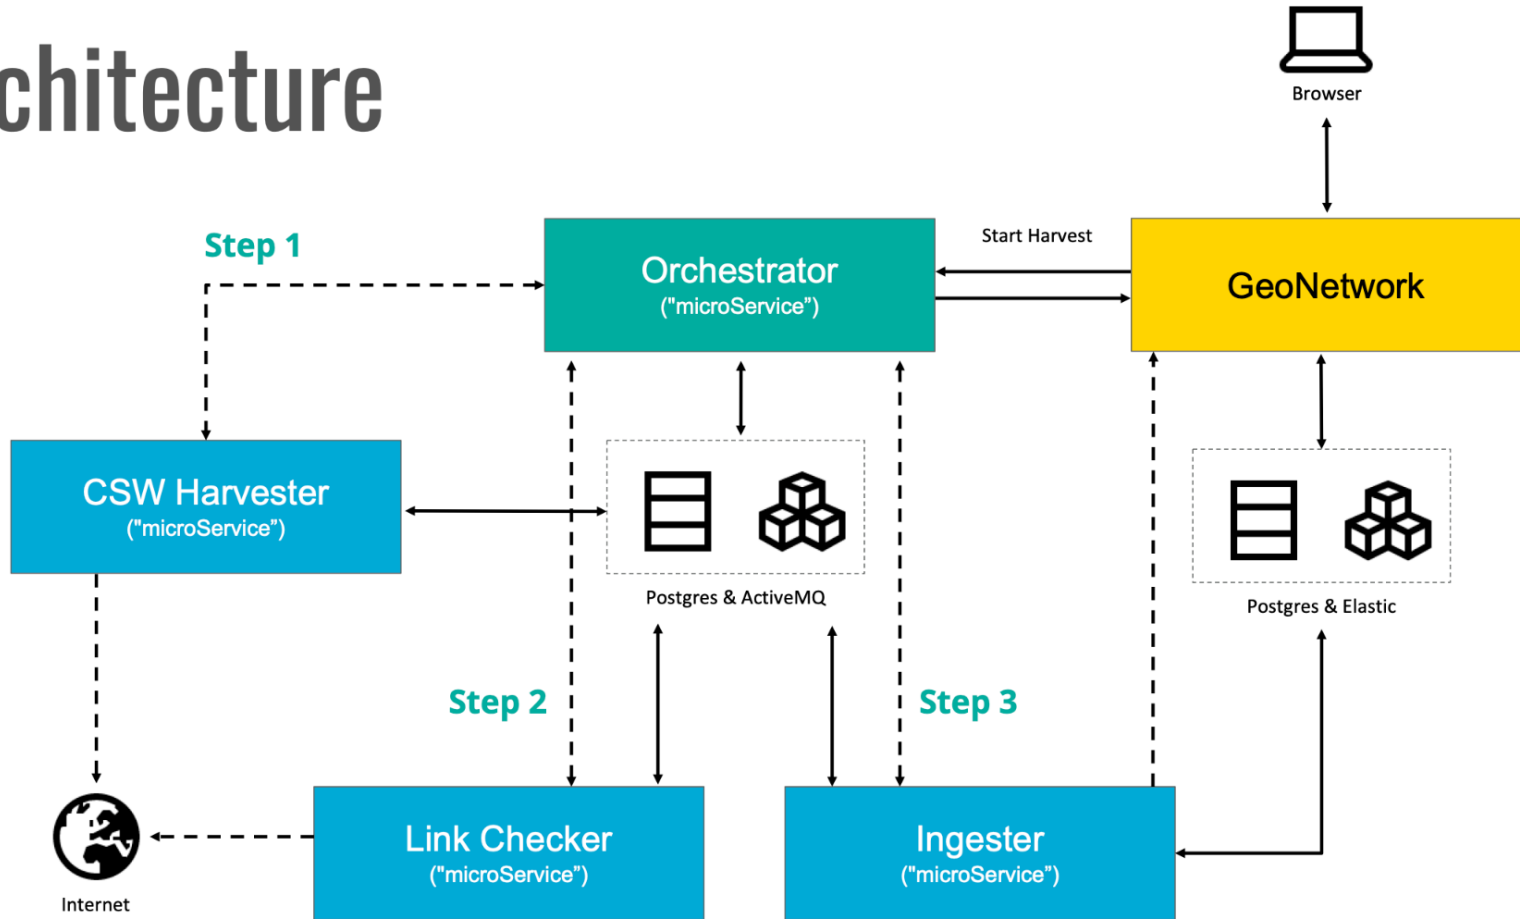 chitecture
Browser
Step 1
Orchestrator
("microService”)
Start Harvest
GeoNetwork
CSW Harvester
("microService”)
Postgres & ActiveMQ
Postgres & Elastic
Step 2
Step 3
Link Checker
("microService”)
Ingester
("microService”)
Internet